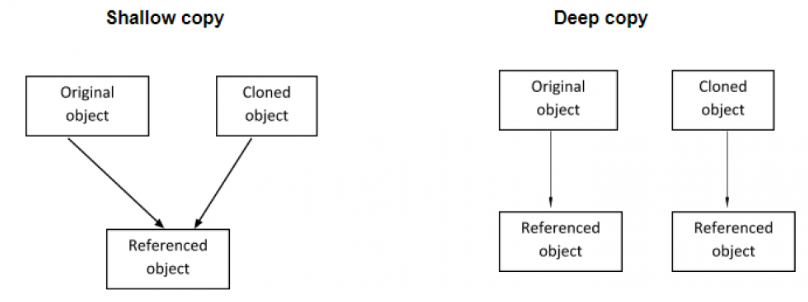 Shallow copy
Deep copy
Original
object
Cloned
object
Referenced
object
Original
object
Cloned
object
Referenced
object
Referenced
object